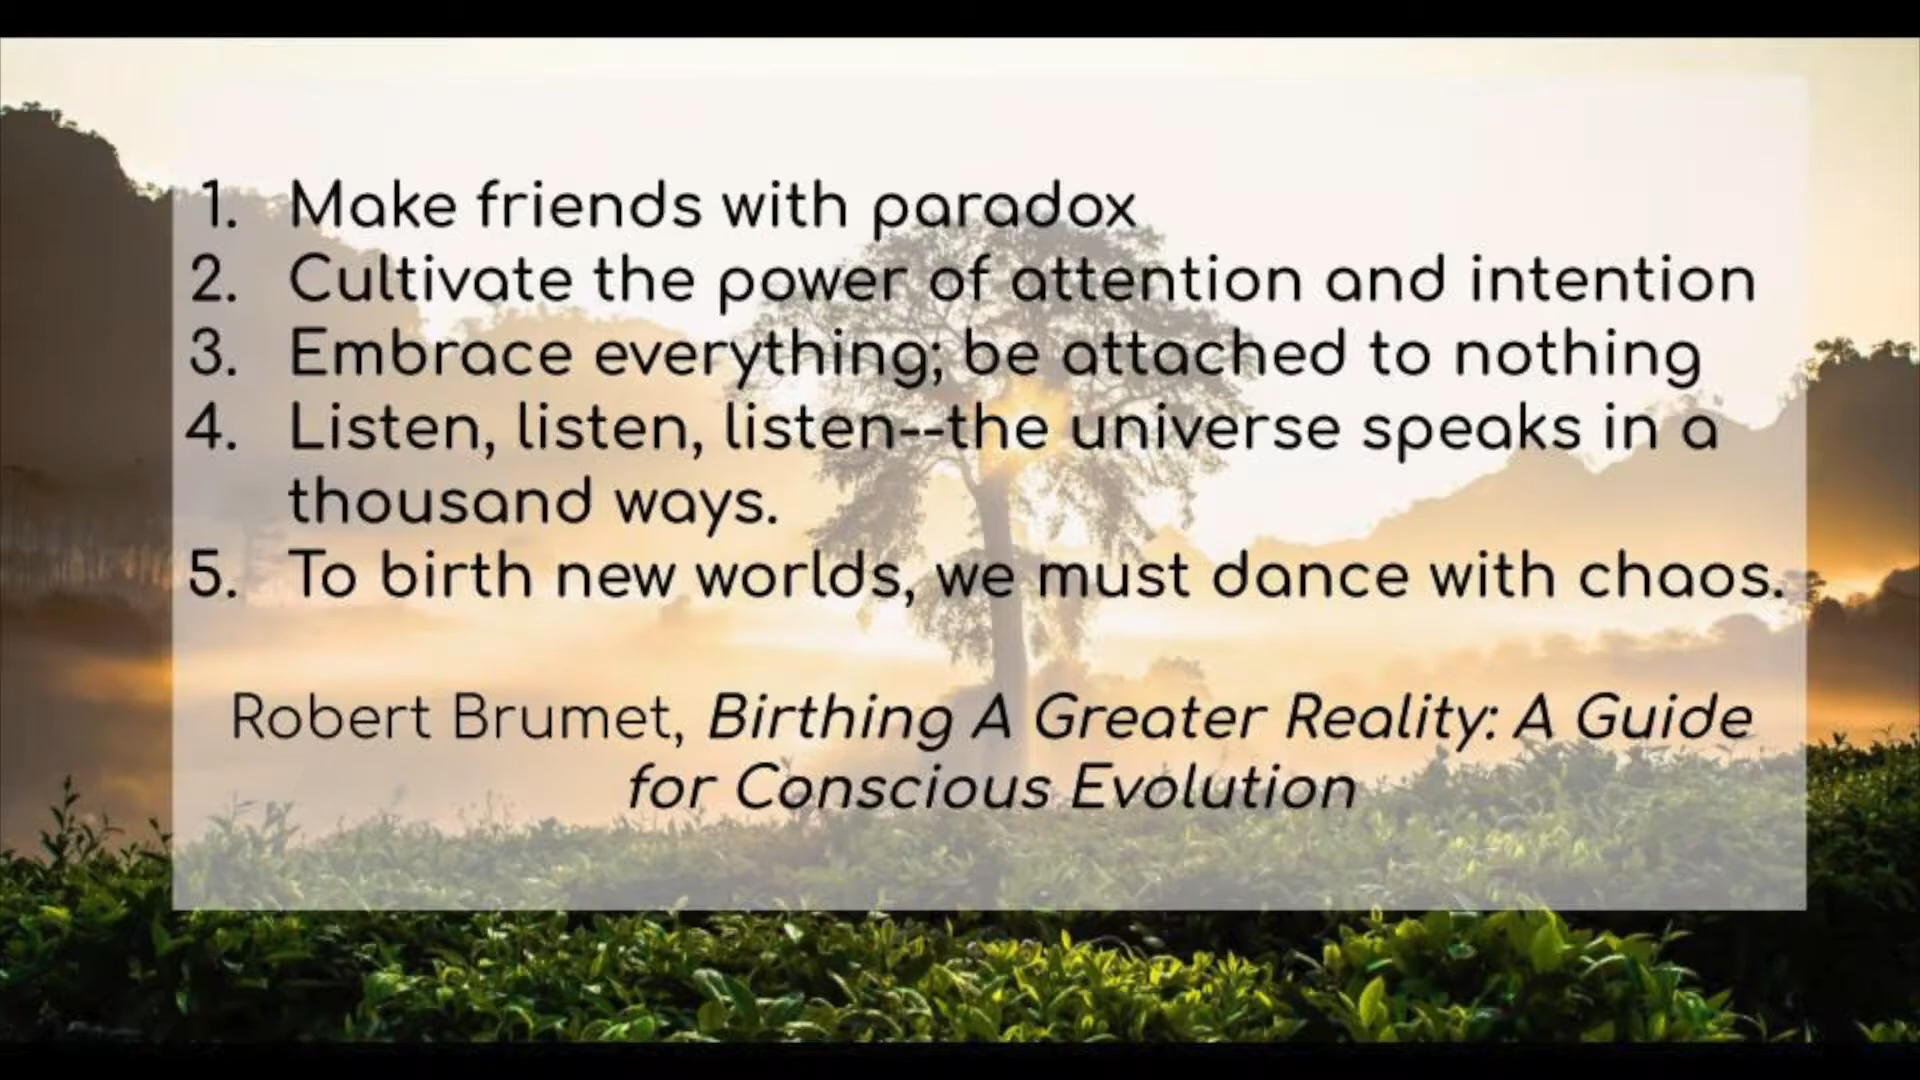 1. Make friends with paradox
2. Cultivate the power of attention and intention
3. Embrace everything; be attached to nothing
4. Listen, listen, listen--the universe speaks in a
thousand ways.
5. To birth new worlds, we must dance with chaos.
Robert Brumet, Birthing A Greater Reality: A Guide
for Conscious Evolution